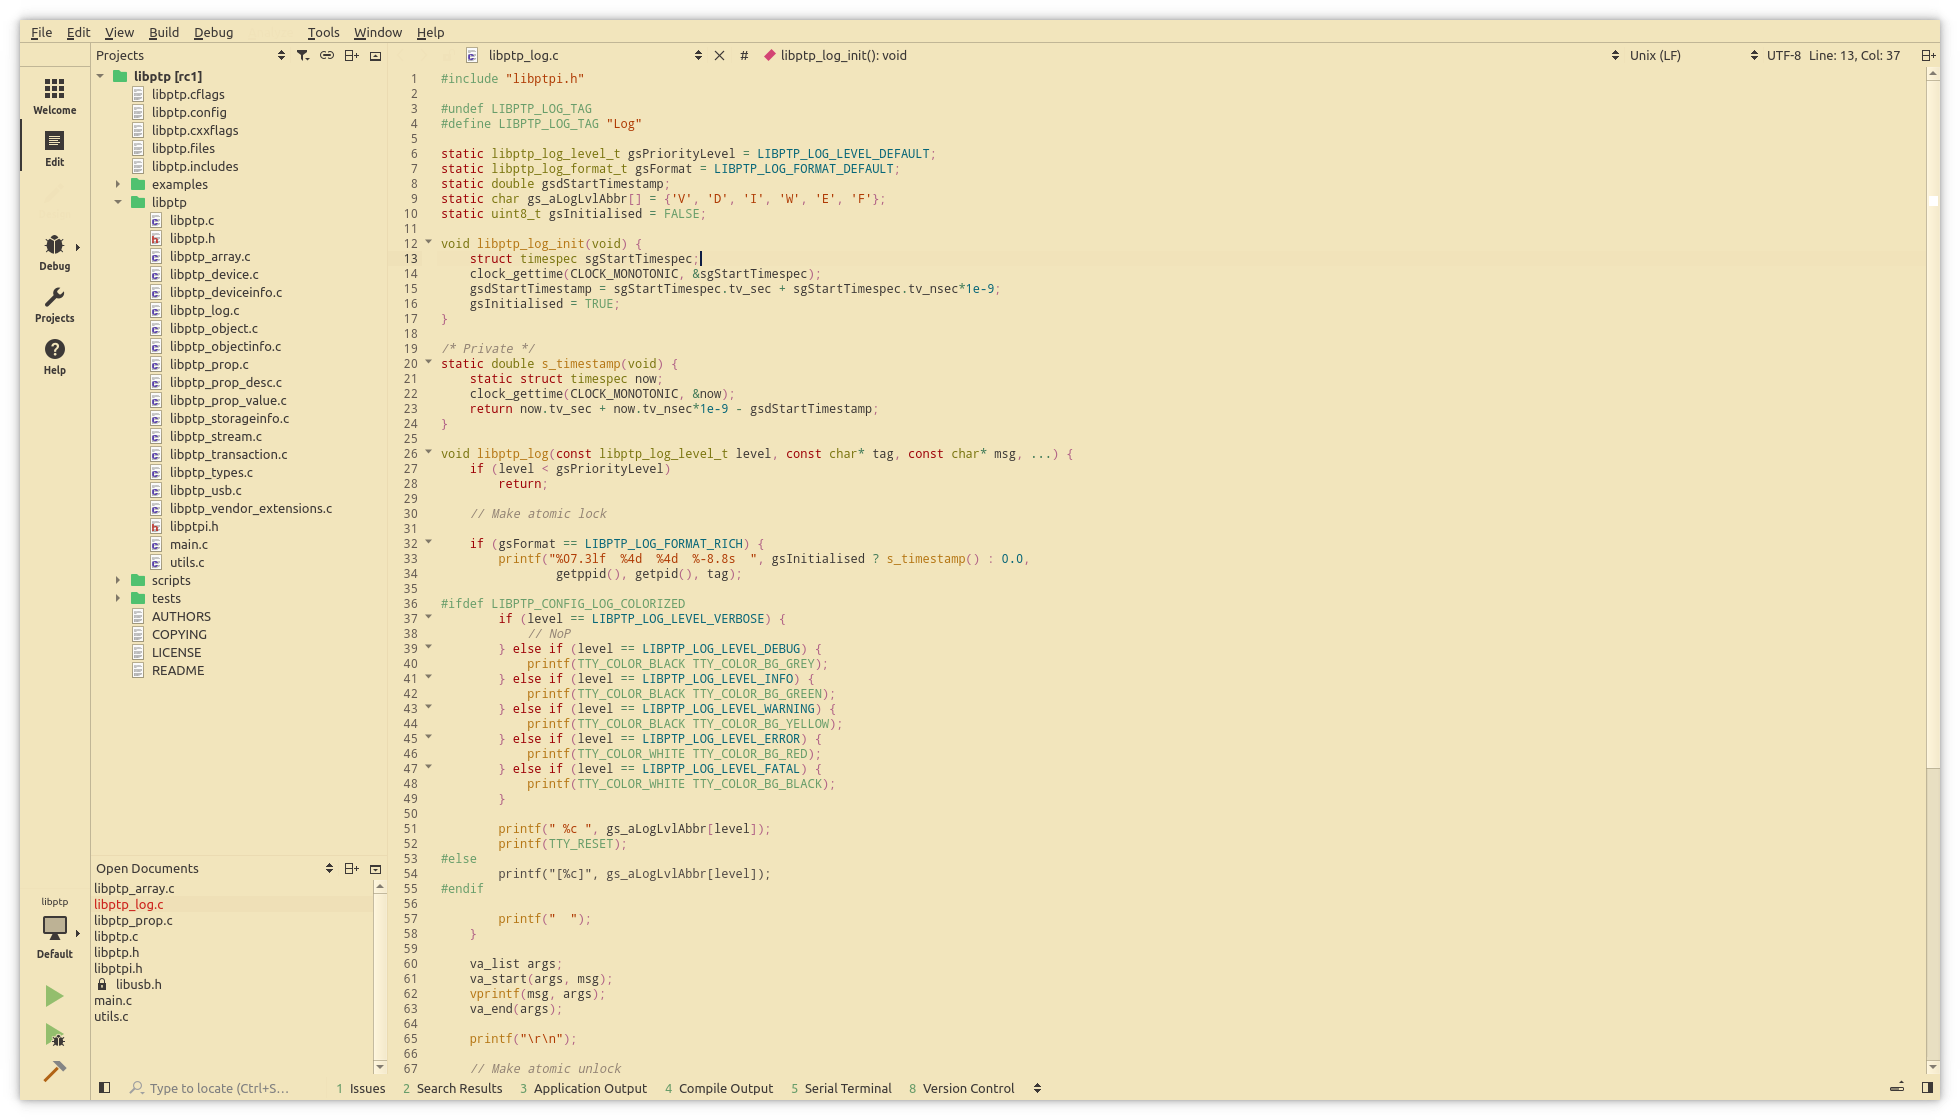 File Edit View Build Debug Tools Window Help
Projects
libptp_log.c # libptp_log_init(): void Unix (LF) UTF-8 Line: 13, Col: 37
Welcome
Edit
Debug
Projects
Help
libptp [rc1]
libptp.cflags
libptp.config
libptp.cxxflags
libptp.files
libptp.includes
examples
libptp
libptp.c
libptp.h
libptp_array.c
libptp_device.c
libptp_deviceinfo.c
libptp_log.c
libptp_object.c
libptp_objectinfo.c
libptp_prop.c
libptp_prop_desc.c
libptp_prop_value.c
libptp_storageinfo.c
libptp_stream.c
libptp_transaction.c
libptp_types.c
libptp_usb.c
libptp_vendor_extensions.c
libptpi.h
main.c
utils.c
scripts
tests
AUTHORS
COPYING
LICENSE
README
Open Documents
libptp_array.c
libptp_log.c
libptp_prop.c
libptp.c
libptp.h
libptpi.h
libusb.h
main.c
utils.c
libptp
Default
1 #include "libptpi.h"
2
3 #undef LIBPTP_LOG_TAG
4 #define LIBPTP_LOG_TAG "Log"
5
6 static libptp_log_level_t gsPriorityLevel = LIBPTP_LOG_LEVEL_DEFAULT;
7 static libptp_log_format_t gsFormat = LIBPTP_LOG_FORMAT_DEFAULT;
8 static double gsdStartTimestamp;
9 static char gs_aLogLvlAbbr[] = {'V', 'D', 'I', 'W', 'E', 'F'};
10 static uint8_t gsInitialised = FALSE;
11
12 void libptp_log_init(void) {
13     struct timespec sgStartTimespec;
14     clock_gettime(CLOCK_MONOTONIC, &sgStartTimespec);
15     gsdStartTimestamp = sgStartTimespec.tv_sec + sgStartTimespec.tv_nsec*1e-9;
16     gsInitialised = TRUE;
17 }
18
19 /* Private */
20 static double s_timestamp(void) {
21     static struct timespec now;
22     clock_gettime(CLOCK_MONOTONIC, &now);
23     return now.tv_sec + now.tv_nsec*1e-9 - gsdStartTimestamp;
24 }
25
26 void libptp_log(const libptp_log_level_t level, const char* tag, const char* msg, ...) {
27     if (level < gsPriorityLevel)
28         return;
29
30     // Make atomic lock
31
32     if (gsFormat == LIBPTP_LOG_FORMAT_RICH) {
33         printf("%07.3lf  %4d  %4d  %-8.8s  ", gsInitialised ? s_timestamp() : 0.0,
34                 getppid(), getpid(), tag);
35
36 #ifdef LIBPTP_CONFIG_LOG_COLORIZED
37         if (level == LIBPTP_LOG_LEVEL_VERBOSE) {
38             // NoP
39         } else if (level == LIBPTP_LOG_LEVEL_DEBUG) {
40             printf(TTY_COLOR_BLACK TTY_COLOR_BG_GREY);
41         } else if (level == LIBPTP_LOG_LEVEL_INFO) {
42             printf(TTY_COLOR_BLACK TTY_COLOR_BG_GREEN);
43         } else if (level == LIBPTP_LOG_LEVEL_WARNING) {
44             printf(TTY_COLOR_BLACK TTY_COLOR_BG_YELLOW);
45         } else if (level == LIBPTP_LOG_LEVEL_ERROR) {
46             printf(TTY_COLOR_WHITE TTY_COLOR_BG_RED);
47         } else if (level == LIBPTP_LOG_LEVEL_FATAL) {
48             printf(TTY_COLOR_WHITE TTY_COLOR_BG_BLACK);
49         }
50
51         printf(" %c ", gs_aLogLvlAbbr[level]);
52         printf(TTY_RESET);
53 #else
54         printf("[%c]", gs_aLogLvlAbbr[level]);
55 #endif
56
57         printf("  ");
58     }
59
60     va_list args;
61     va_start(args, msg);
62     vprintf(msg, args);
63     va_end(args);
64
65     printf("\r\n");
66
67     // Make atomic unlock
Type to locate (Ctrl+S... 1 Issues 2 Search Results 3 Application Output 4 Compile Output 5 Serial Terminal 8 Version Control